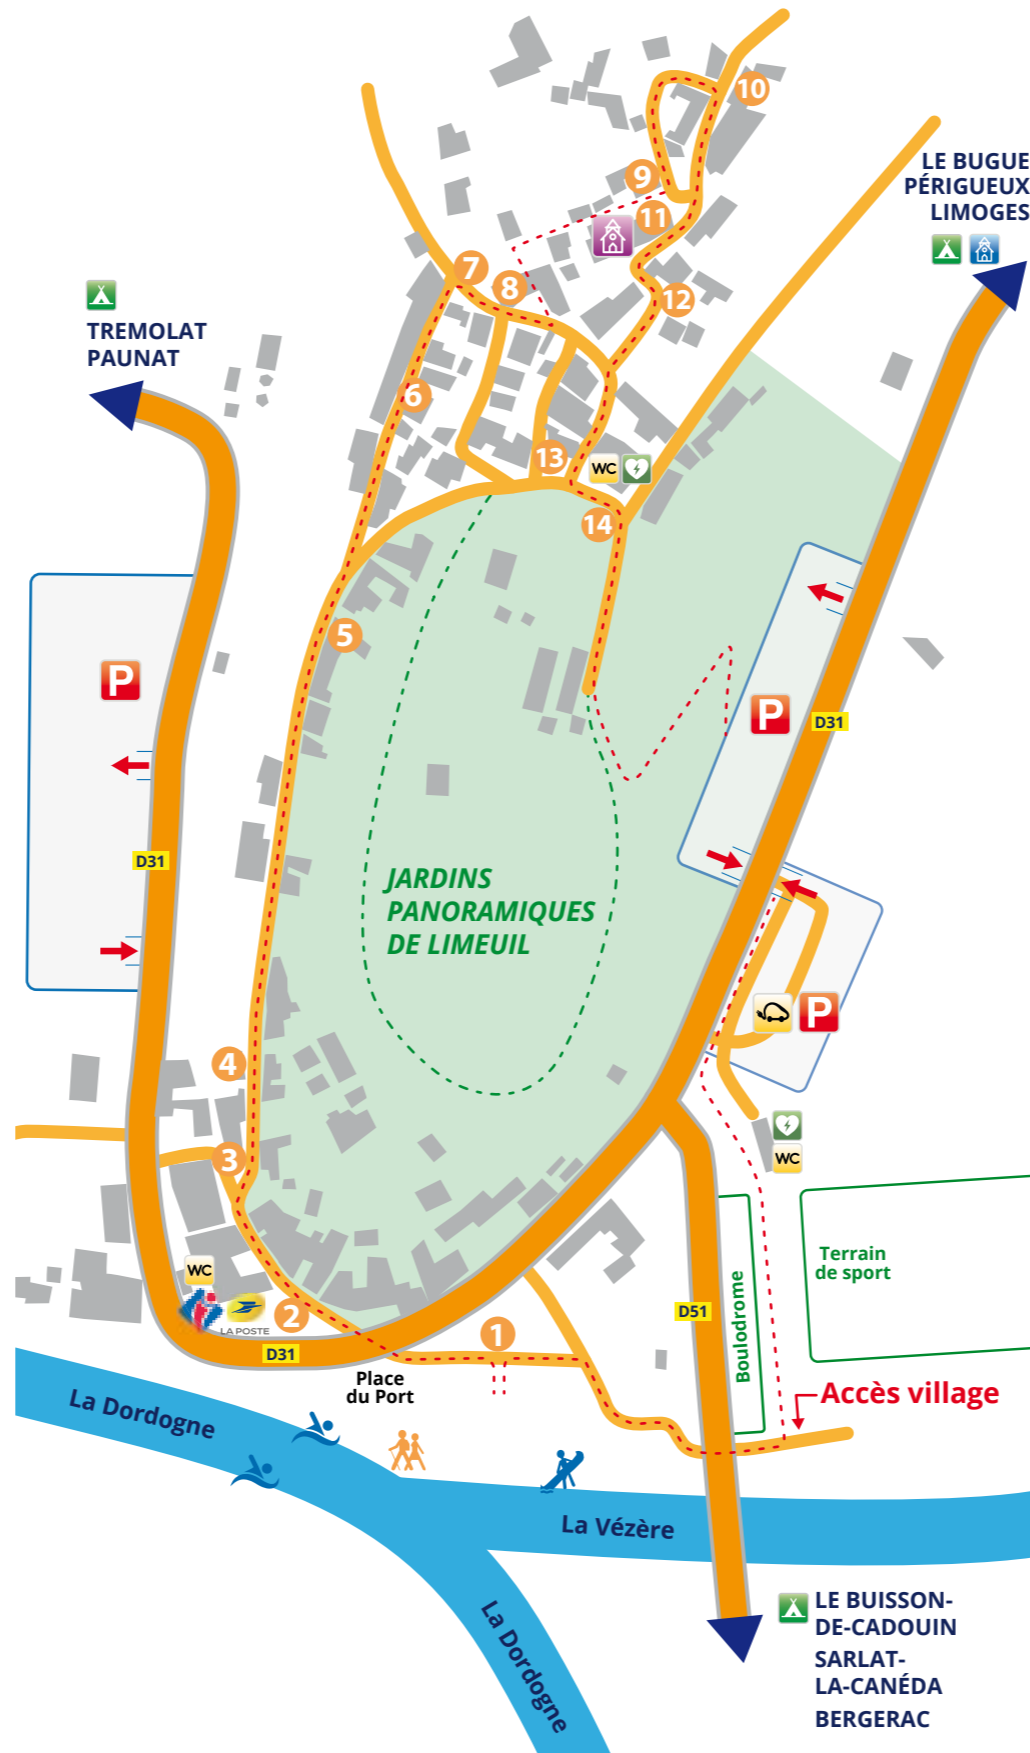 10
LE BUGUE
PÉRIGUEUX
LIMOGES
9
11
7
8
12
TREMOLAT
PAUNAT
6
13
WC
14
5
P
P
D31
D31
JARDINS
PANORAMIQUES
DE LIMEUIL
P
4
WC
3
Terrain
de sport
WC
LA POSTE
2
D31
1
D51
Boulodrome
Place
du Port
Accès village
La Dordogne
La Vézère
La Dordogne
LE BUISSON-
DE-CADOUIN
SARLAT-
LA-CANÉDA
BERGERAC